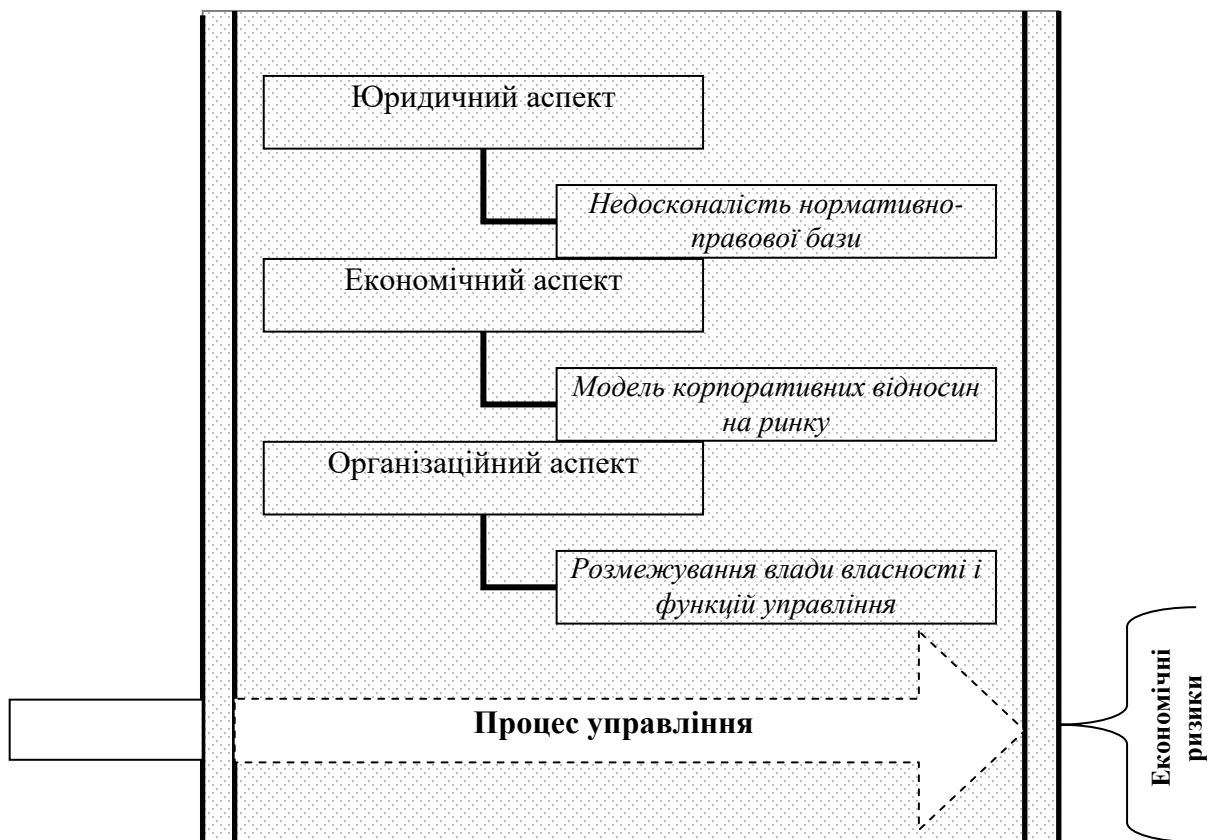 Юридичний аспект
Недосконалість нормативно-
правової бази
Економічний аспект
Модель корпоративних відносин
на ринку
Організаційний аспект
Розмежування влади власності і
функцій управління
Процес управління
Економічні
ризики